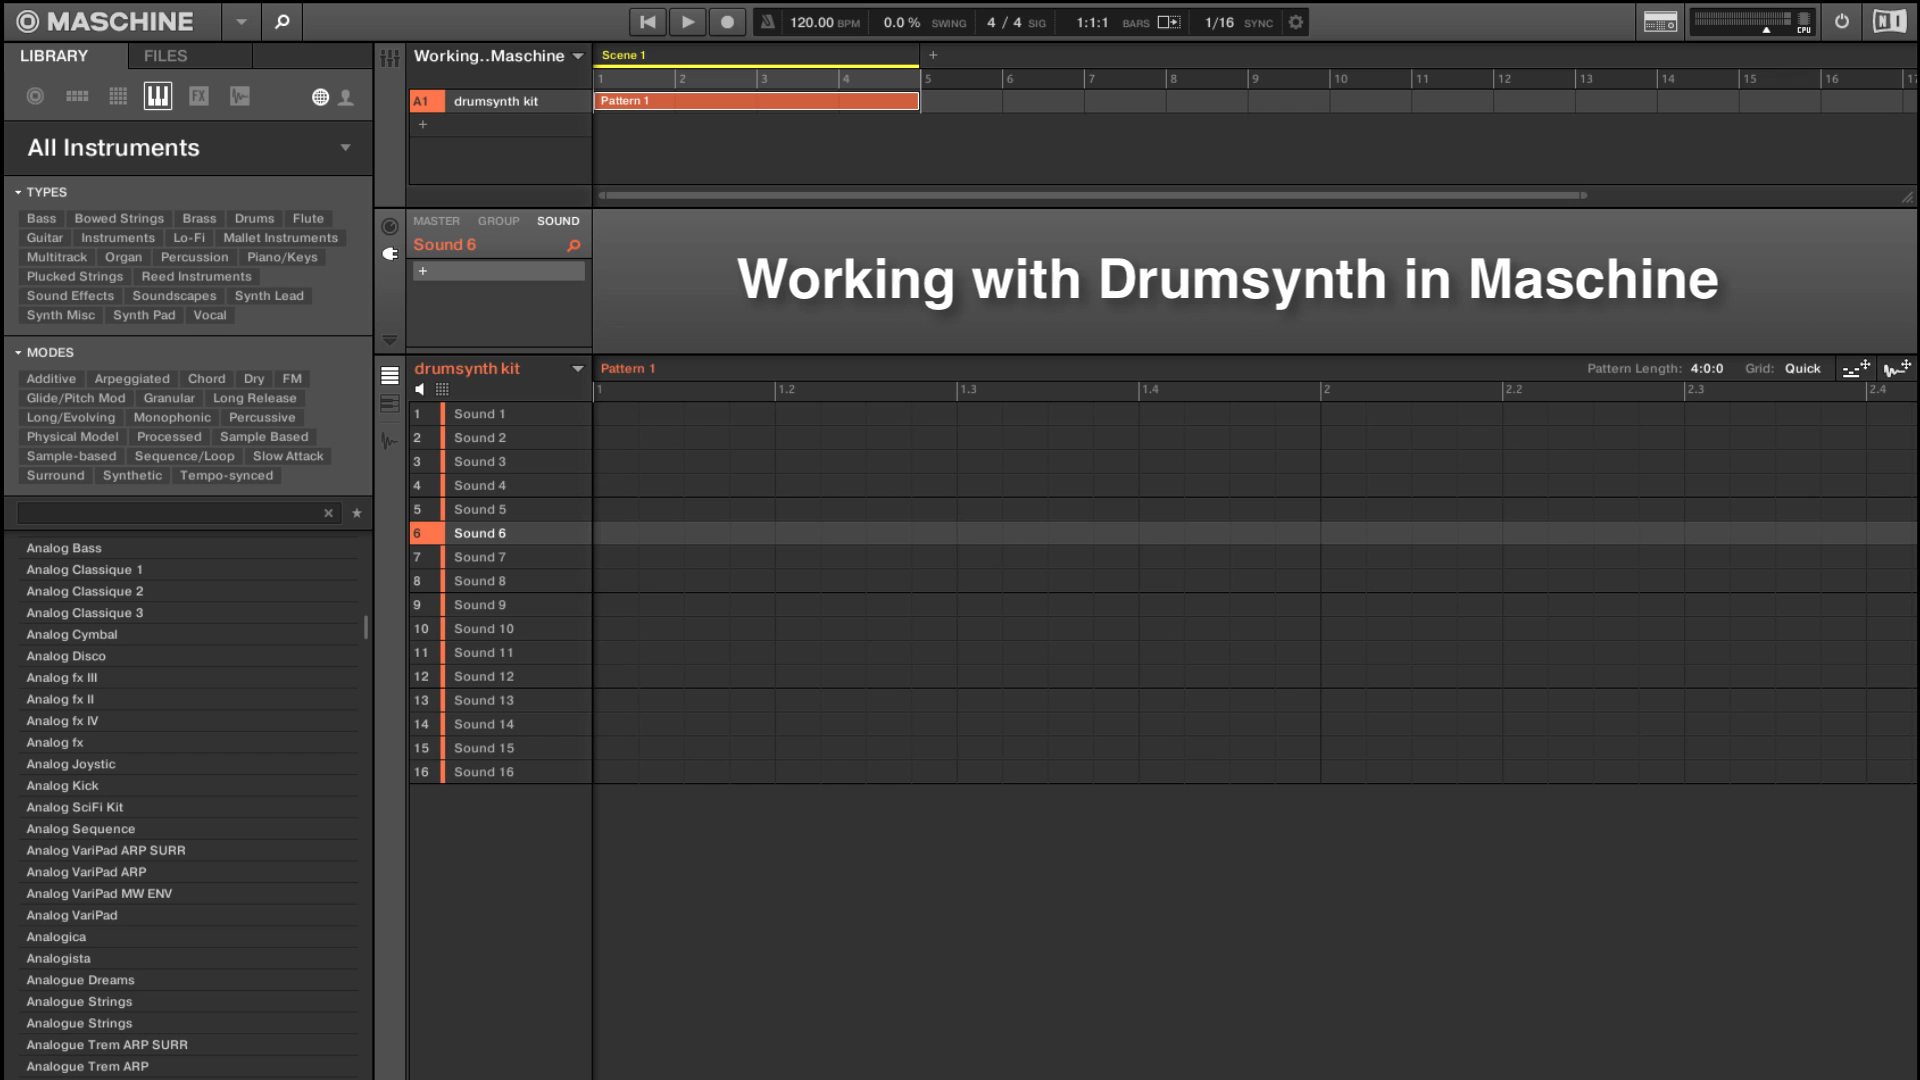 MASCHINE
120.00 BPM 0.0 % SWING 4 / 4 SIG 1:1:1 BARS 1/16 SYNC CPU NI
LIBRARY FILES
FX
All Instruments
TYPES
Bass Bowed Strings Brass Drums Flute
Guitar Instruments Lo-Fi Mallet Instruments
Multitrack Organ Percussion Piano/Keys
Plucked Strings Reed Instruments
Sound Effects Soundscapes Synth Lead
Synth Misc Synth Pad Vocal
MODES
Additive Arpeggiated Chord Dry FM
Glide/Pitch Mod Granular Long Release
Long/Evolving Monophonic Percussive
Physical Model Processed Sample Based
Sample-based Sequence/Loop Slow Attack
Surround Synthetic Tempo-synced
Analog Bass
Analog Classique 1
Analog Classique 2
Analog Classique 3
Analog Cymbal
Analog Disco
Analog fx III
Analog fx II
Analog fx IV
Analog fx
Analog Joystic
Analog Kick
Analog SciFi Kit
Analog Sequence
Analog VariPad ARP SURR
Analog VariPad ARP
Analog VariPad MW ENV
Analog VariPad
Analogica
Analogista
Analogue Dreams
Analogue Strings
Analogue Strings
Analogue Trem ARP SURR
Analogue Trem ARP
Working..Maschine
Scene 1 +
1 2 3 4 5 6 7 8 9 10 11 12 13 14 15 16 17
A1 drumsynth kit Pattern 1
+
MASTER GROUP SOUND
Sound 6
+
Working with Drumsynth in Maschine
drumsynth kit Pattern 1 Pattern Length: 4:0:0 Grid: Quick
1 1.2 1.3 1.4 2 2.2 2.3 2.4
1 Sound 1
2 Sound 2
3 Sound 3
4 Sound 4
5 Sound 5
6 Sound 6
7 Sound 7
8 Sound 8
9 Sound 9
10 Sound 10
11 Sound 11
12 Sound 12
13 Sound 13
14 Sound 14
15 Sound 15
16 Sound 16